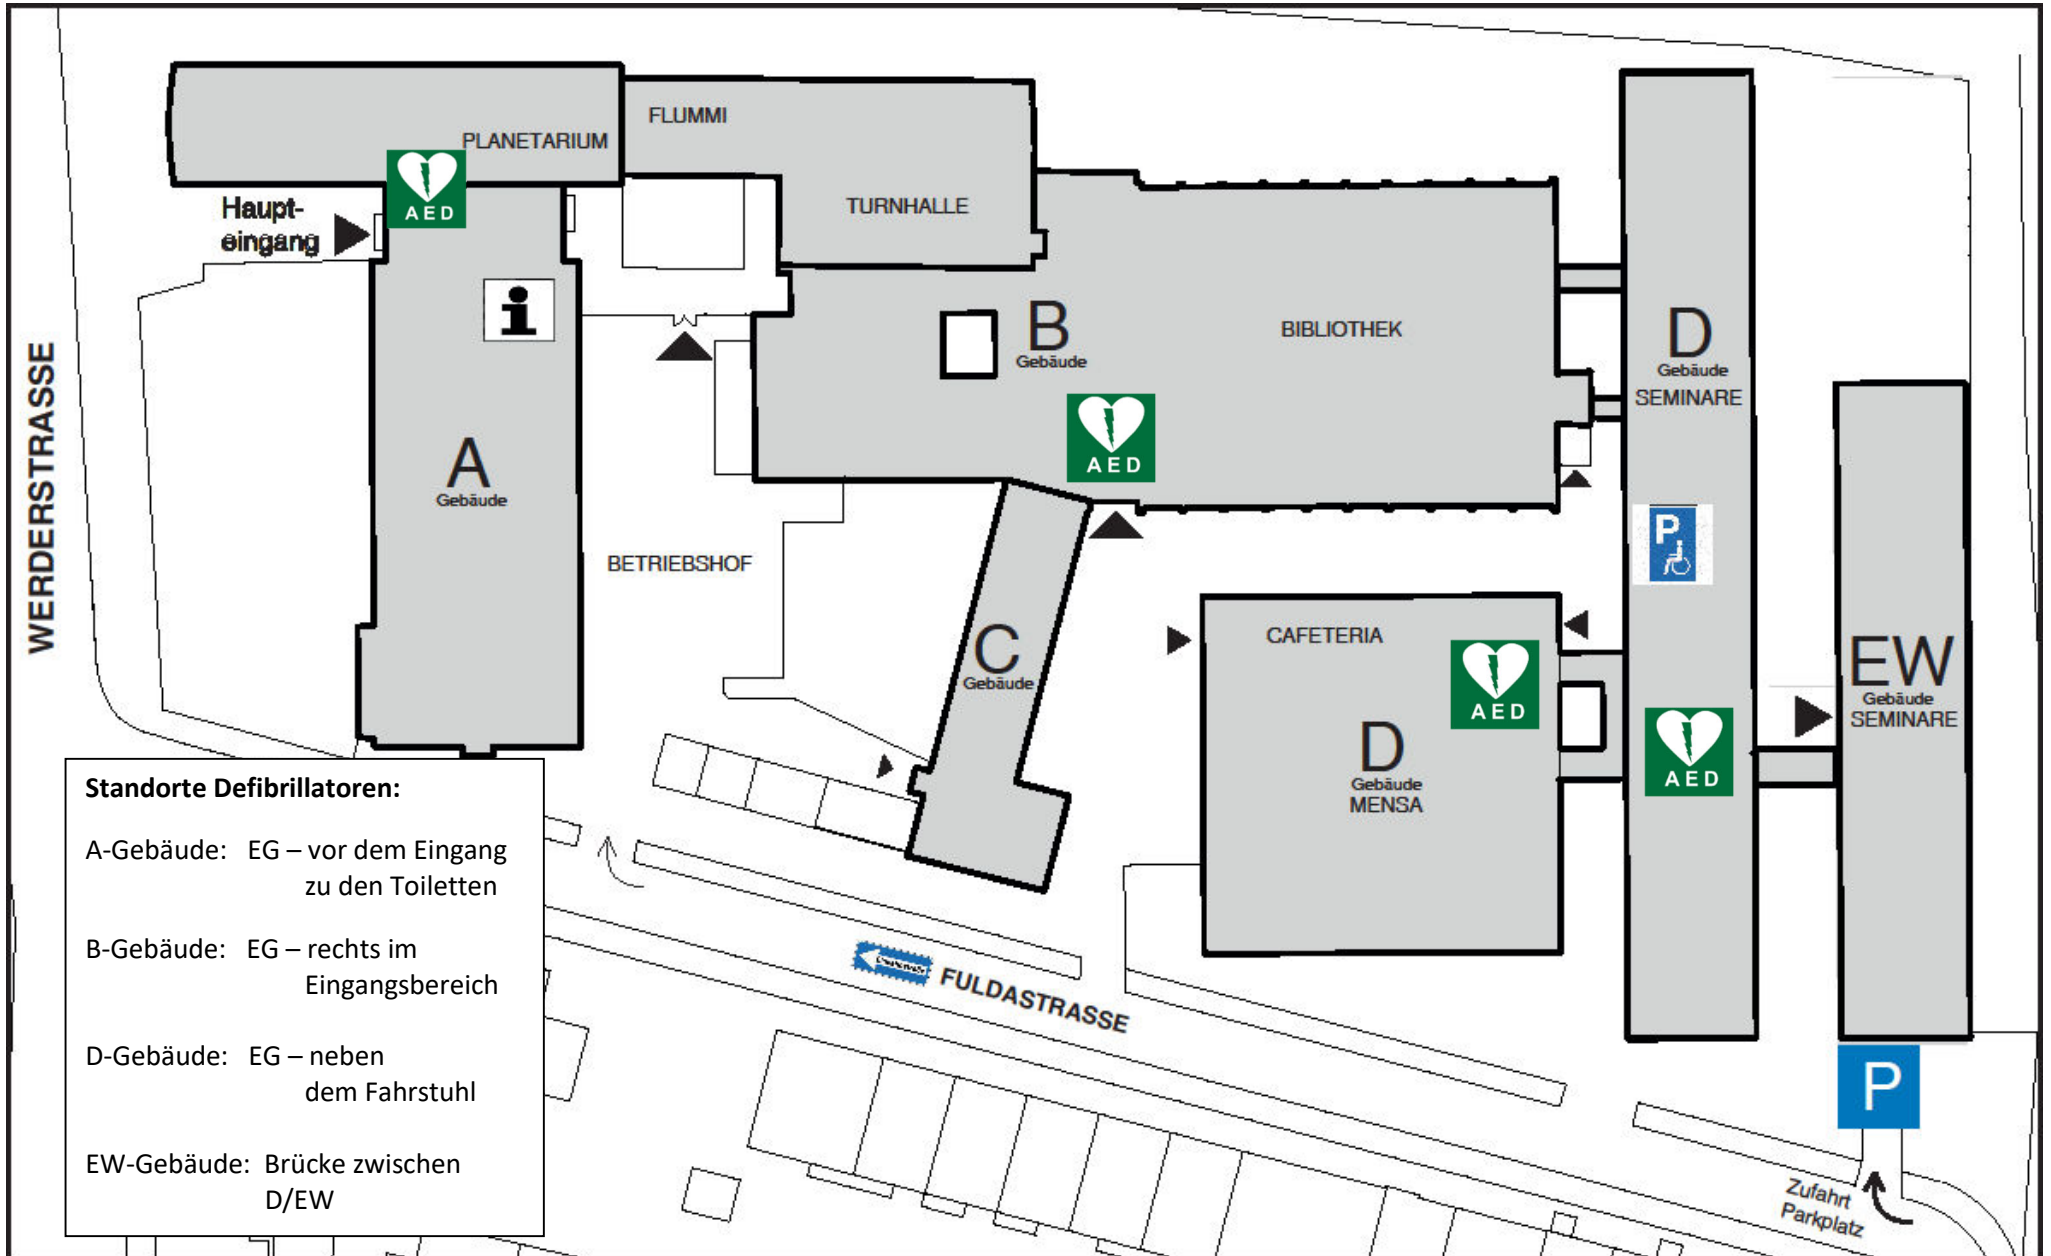 FLUMMI
PLANETARIUM
AED
Haupt-
eingang
TURNHALLE
i
B
Gebäude
BIBLIOTHEK
D
Gebäude
SEMINARE
WERDERSTRASSE
A
Gebäude
AED
BETRIEBSHOF
P
C
Gebäude
CAFETERIA
AED
EW
Gebäude
SEMINARE
D
Gebäude
MENSA
AED
Standorte Defibrillatoren:
A-Gebäude: EG – vor dem Eingang
zu den Toiletten
B-Gebäude: EG – rechts im
Eingangsbereich
D-Gebäude: EG – neben
dem Fahrstuhl
EW-Gebäude: Brücke zwischen
D/EW
FULDASTRASSE
P
Zufahrt
Parkplatz